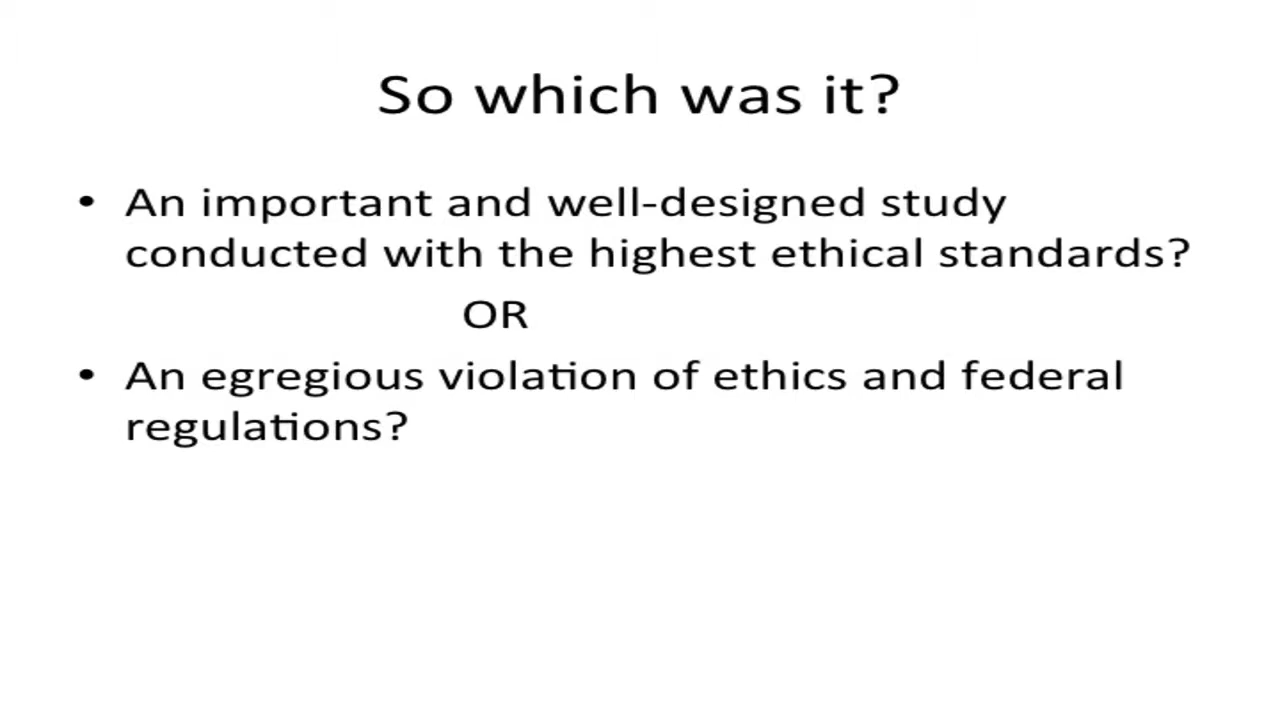 So which was it?
• An important and well-designed study
conducted with the highest ethical standards?
OR
• An egregious violation of ethics and federal
regulations?